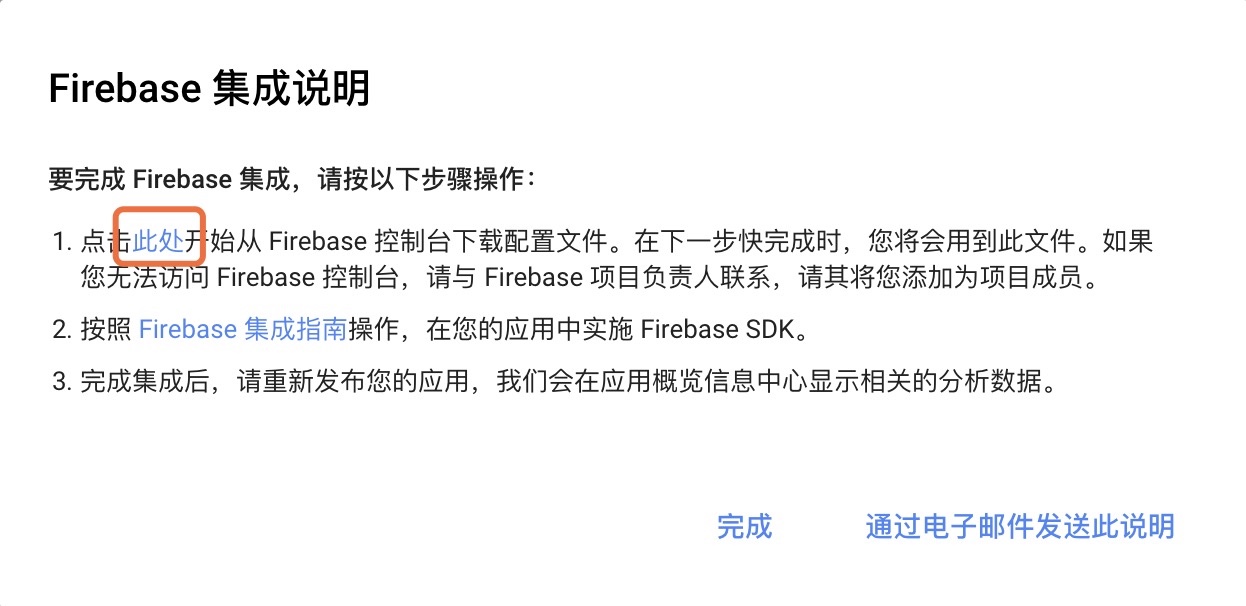 Firebase 集成说明
要完成 Firebase 集成，请按以下步骤操作：
1. 点击此处开始从 Firebase 控制台下载配置文件。在下一步快完成时，您将会用到此文件。如果
您无法访问 Firebase 控制台，请与 Firebase 项目负责人联系，请其将您添加为项目成员。
2. 按照 Firebase 集成指南操作，在您的应用中实施 Firebase SDK。
3. 完成集成后，请重新发布您的应用，我们会在应用概览信息中心显示相关的分析数据。
完成 通过电子邮件发送此说明